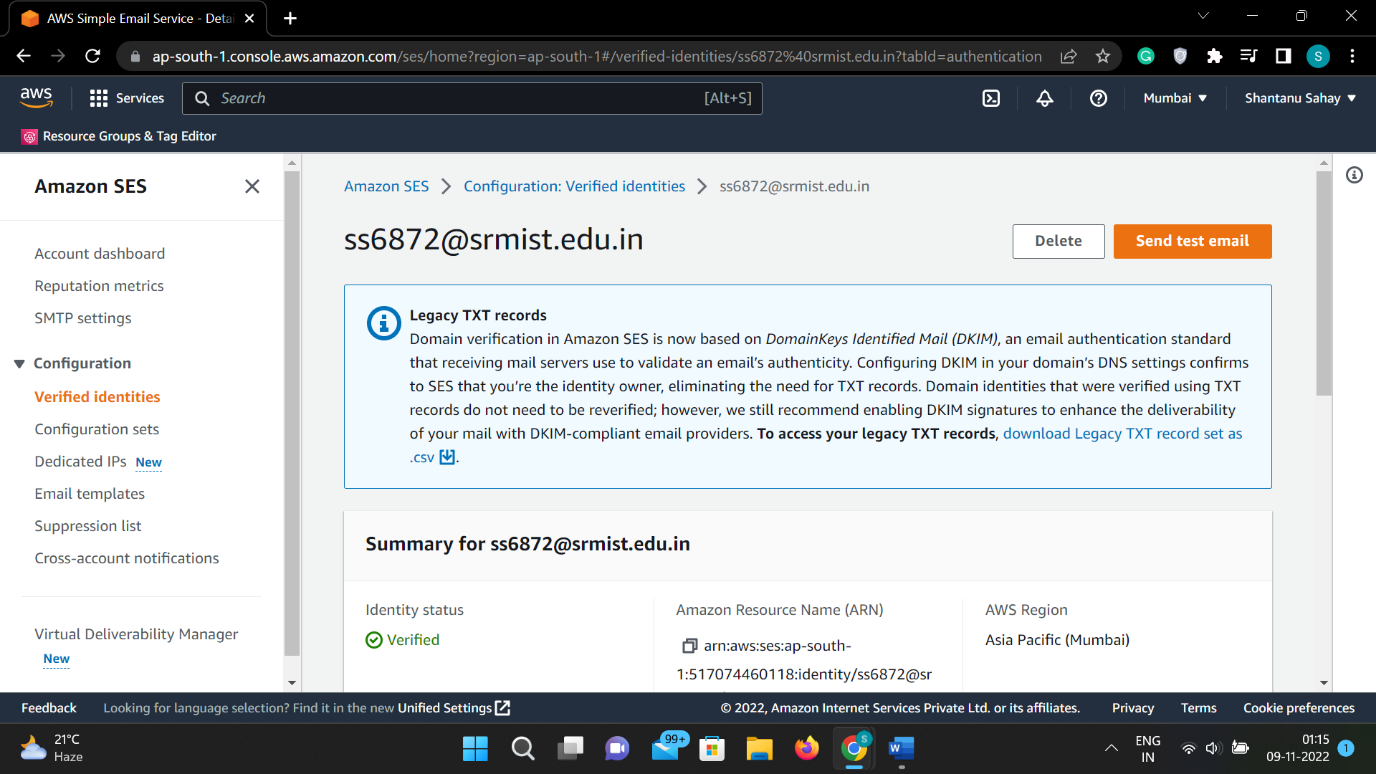 AWS Simple Email Service - Detai
ap-south-1.console.aws.amazon.com/ses/home?region=ap-south-1#/verified-identities/ss6872%40srmist.edu.in?tabId=authentication
S
aws
Services
Search
[Alt+S]
Mumbai
Shantanu Sahay
Resource Groups & Tag Editor
Amazon SES
Account dashboard
Reputation metrics
SMTP settings
Configuration
Verified identities
Configuration sets
Dedicated IPs New
Email templates
Suppression list
Cross-account notifications
Virtual Deliverability Manager
New
Amazon SES > Configuration: Verified identities > ss6872@srmist.edu.in
ss6872@srmist.edu.in
Delete
Send test email
Legacy TXT records
Domain verification in Amazon SES is now based on DomainKeys Identified Mail (DKIM), an email authentication standard
that receiving mail servers use to validate an email's authenticity. Configuring DKIM in your domain's DNS settings confirms
to SES that you're the identity owner, eliminating the need for TXT records. Domain identities that were verified using TXT
records do not need to be reverified; however, we still recommend enabling DKIM signatures to enhance the deliverability
of your mail with DKIM-compliant email providers. To access your legacy TXT records, download Legacy TXT record set as
.csv.
Summary for ss6872@srmist.edu.in
Identity status
Verified
Amazon Resource Name (ARN)
arn:aws:ses:ap-south-
1:517074460118:identity/ss6872@sr
AWS Region
Asia Pacific (Mumbai)
Feedback
Looking for language selection? Find it in the new Unified Settings
© 2022, Amazon Internet Services Private Ltd. or its affiliates.
Privacy
Terms
Cookie preferences
21°C
Haze
99+
S
W
ENG
IN
01:15
09-11-2022
1